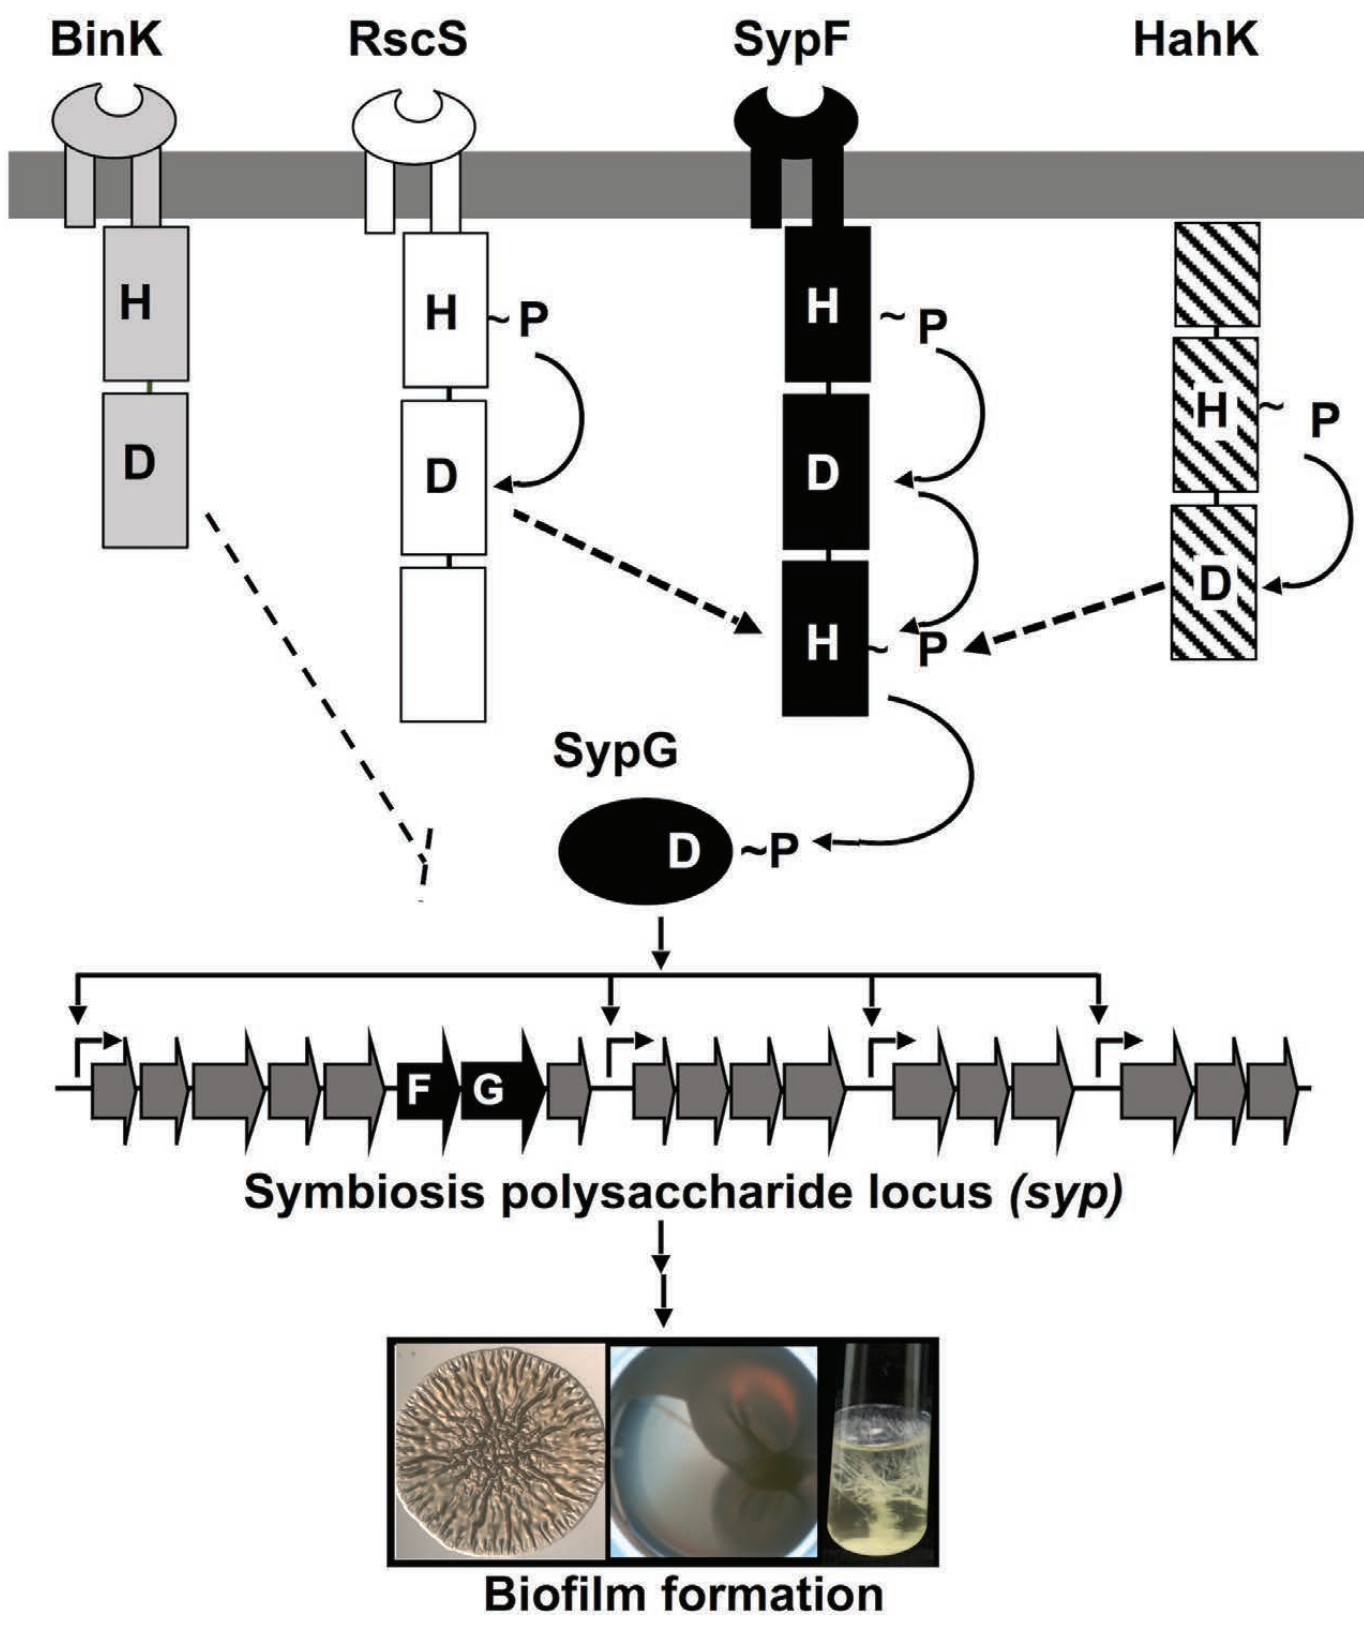 BinK RscS SypF HahK
H H ~ P H ~ P H ~ P
D D D D
H ~ P
SypG
D ~P
F G
Symbiosis polysaccharide locus (syp)
Biofilm formation